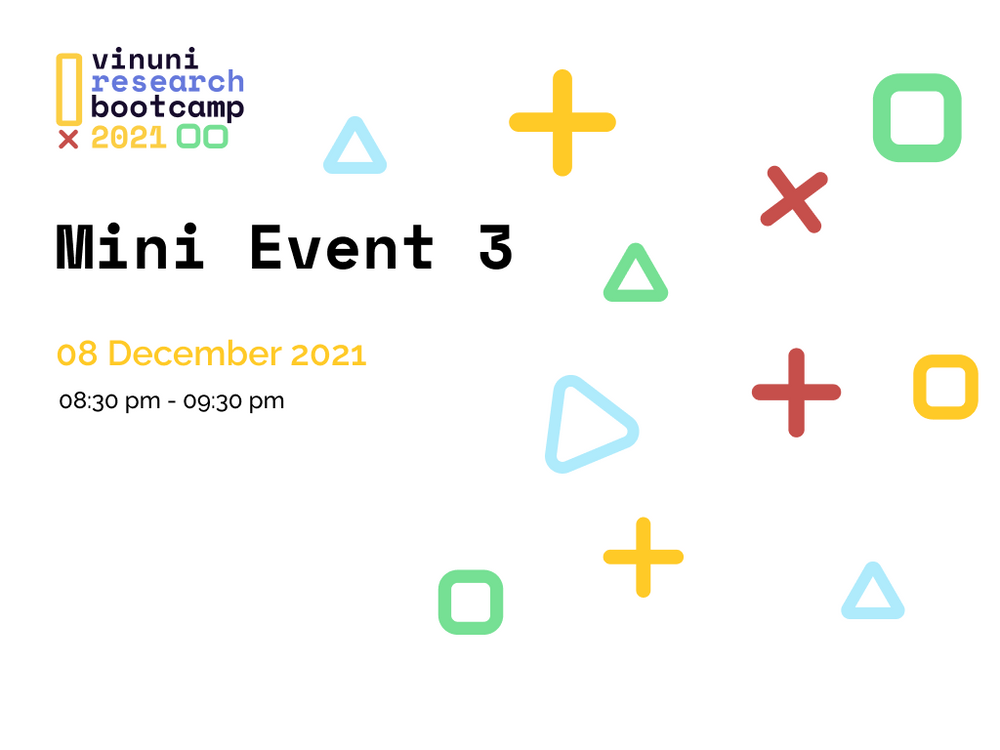 vinuni
research
bootcamp
2021
Mini Event 3
08 December 2021
08:30 pm - 09:30 pm